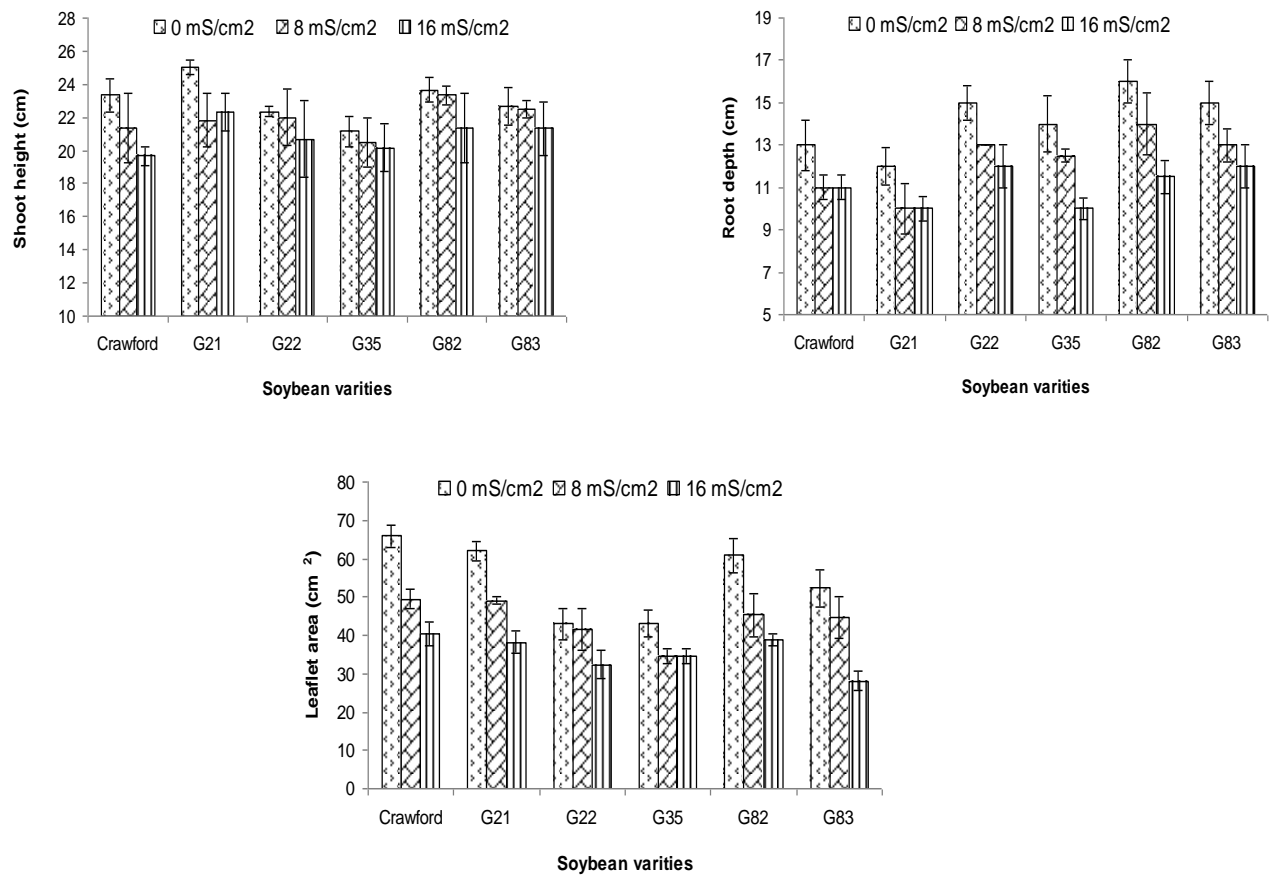 28
26
24
22
20
18
16
14
12
10
Shoot height (cm)
0 mS/cm2 8 mS/cm2 16 mS/cm2
Crawford G21 G22 G35 G82 G83
Soybean varities
19
17
15
13
11
9
7
5
Root depth (cm)
0 mS/cm2 8 mS/cm2 16 mS/cm2
Crawford G21 G22 G35 G82 G83
Soybean varities
80
70
60
50
40
30
20
10
0
Leaflet area (cm ²)
0 mS/cm2 8 mS/cm2 16 mS/cm2
Crawford G21 G22 G35 G82 G83
Soybean varities